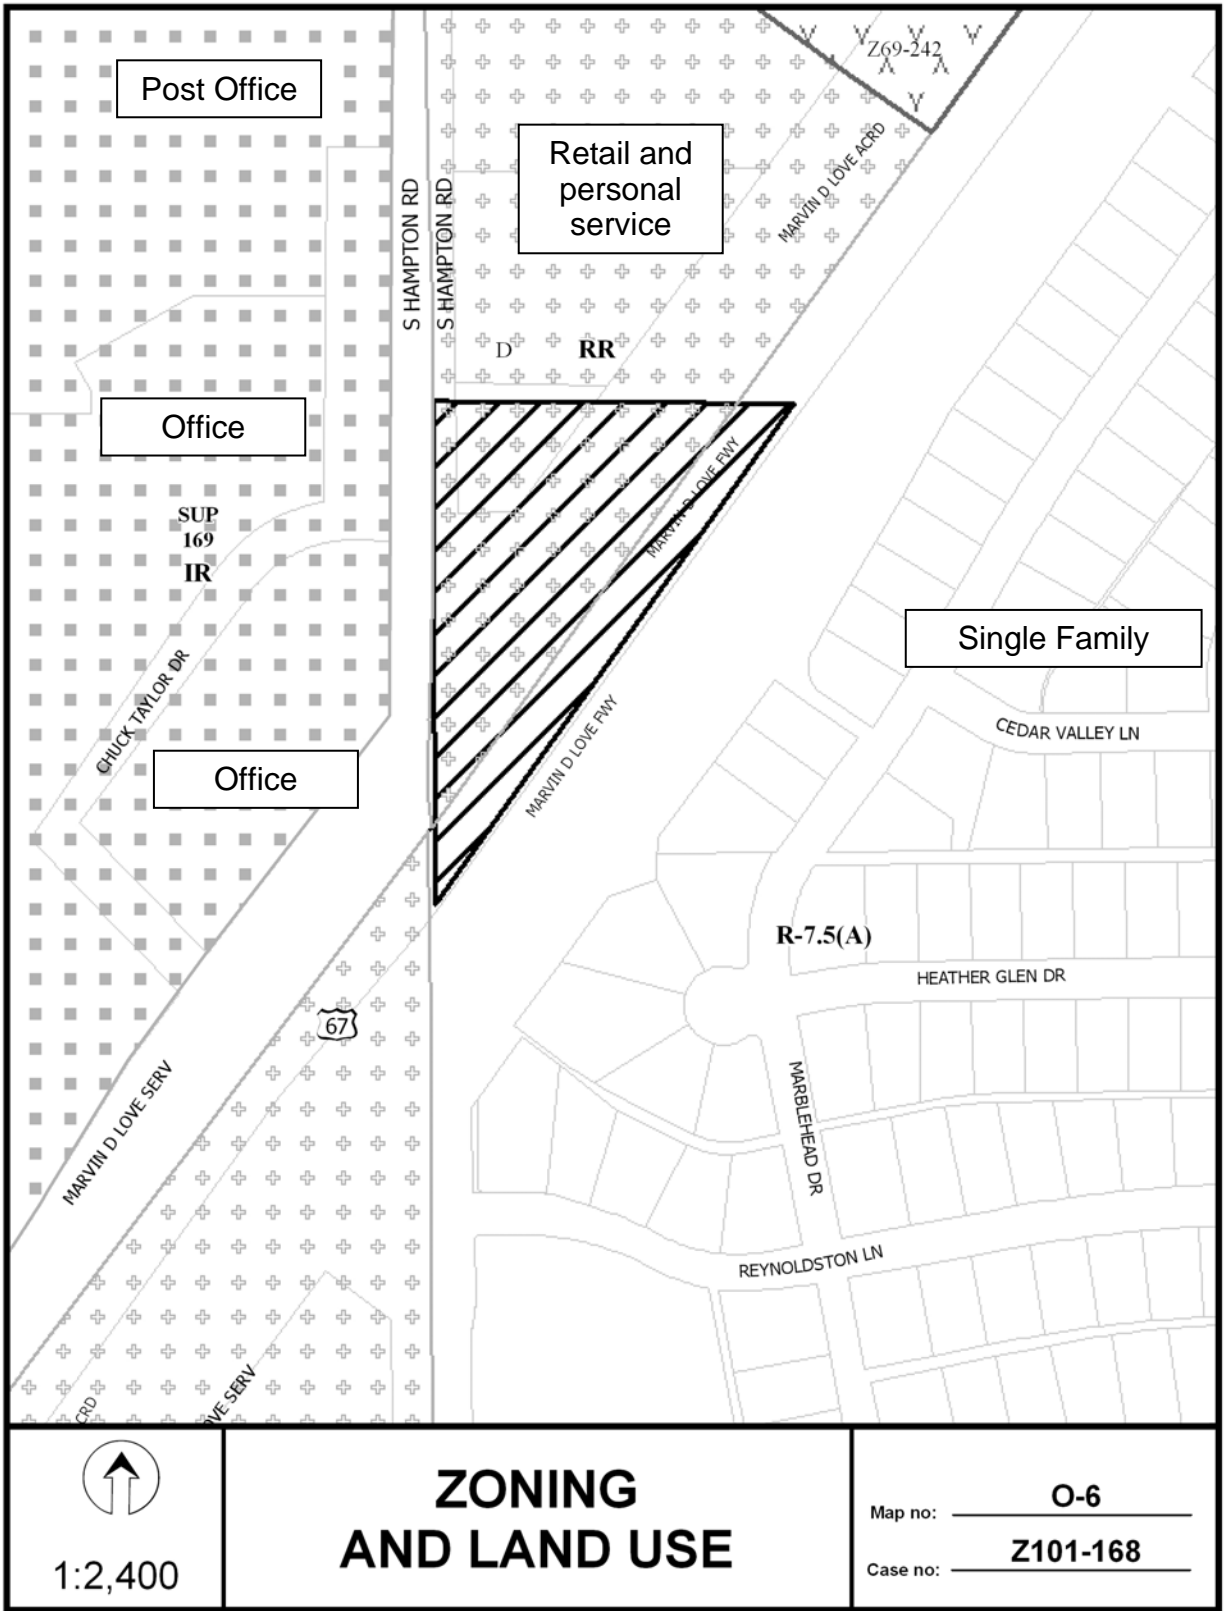 Z69-242
Post Office
Retail and
personal
service
MARVIN D LOVE ACRD
S HAMPTON RD
S HAMPTON RD
D
RR
Office
MARVIN D LOVE FWY
SUP
169
IR
Single Family
CHUCK TAYLOR DR
MARVIN D LOVE FWY
CEDAR VALLEY LN
Office
R-7.5(A)
HEATHER GLEN DR
67
MARVIN D LOVE SERV
MARBLEHEAD DR
REYNOLDSTON LN
CRD
OVE SERV
1:2,400
ZONING
AND LAND USE
Map no: O-6
Case no: Z101-168